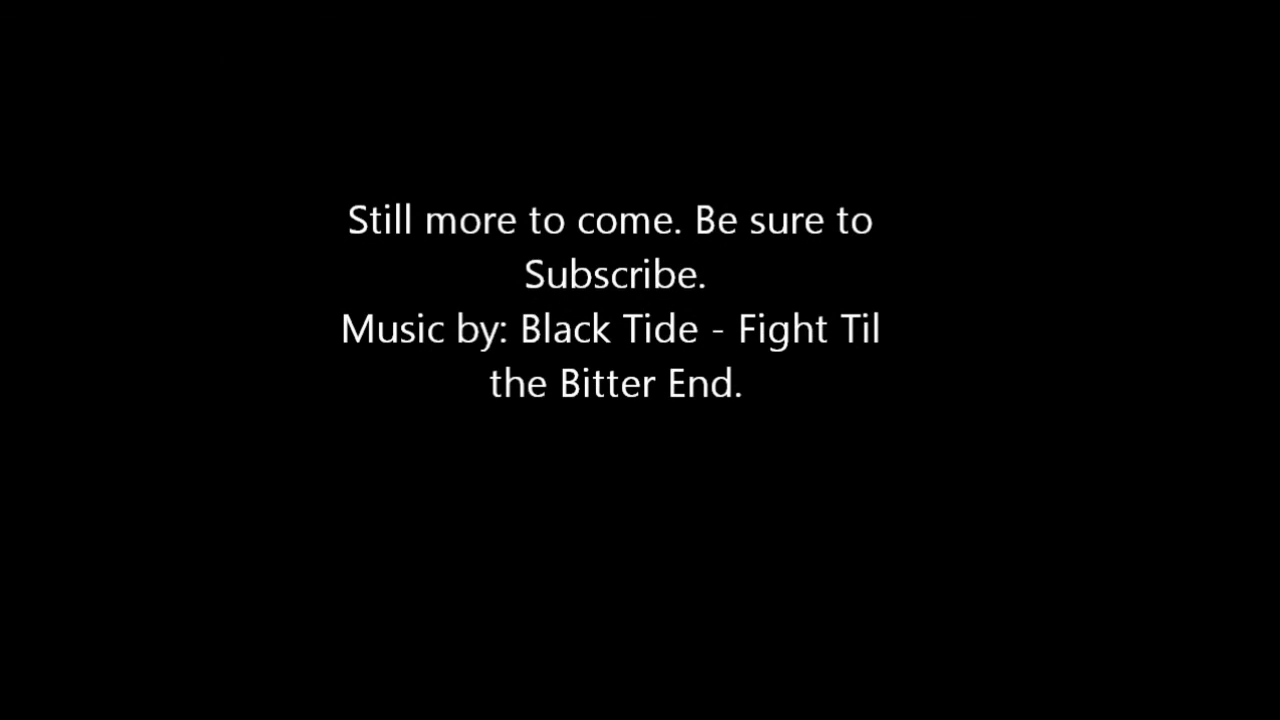 Still more to come. Be sure to
Subscribe.
Music by: Black Tide - Fight Til
the Bitter End.